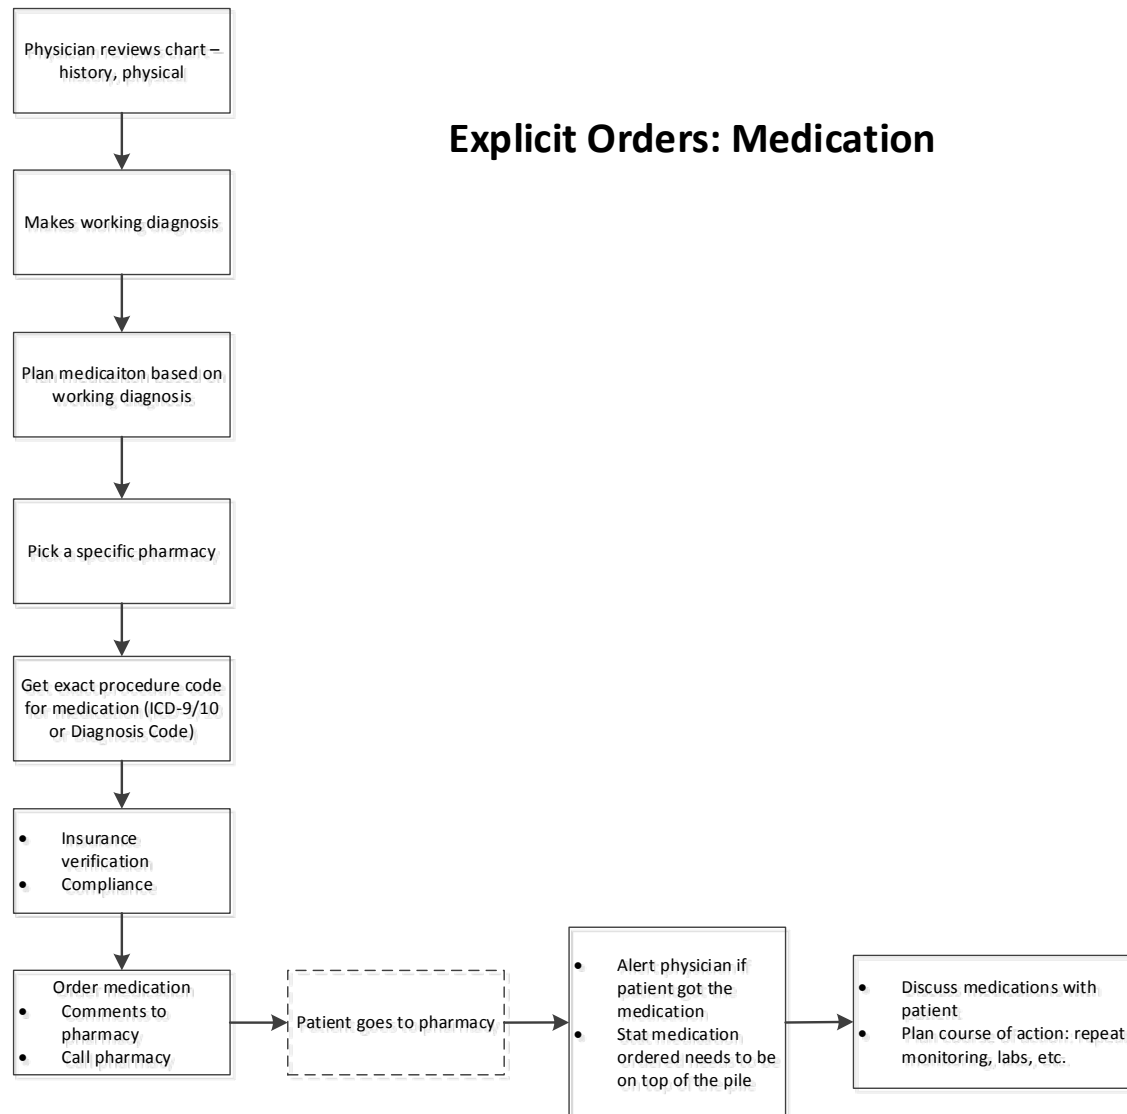 Physician reviews chart –
history, physical
Explicit Orders: Medication
Makes working diagnosis
Plan medicaiton based on
working diagnosis
Pick a specific pharmacy
Get exact procedure code
for medication (ICD-9/10
or Diagnosis Code)
• Insurance
verification
• Compliance
Order medication
• Comments to
pharmacy
• Call pharmacy
Patient goes to pharmacy
• Alert physician if
patient got the
medication
• Stat medication
ordered needs to be
on top of the pile
• Discuss medications with
patient
• Plan course of action: repeat
monitoring, labs, etc.